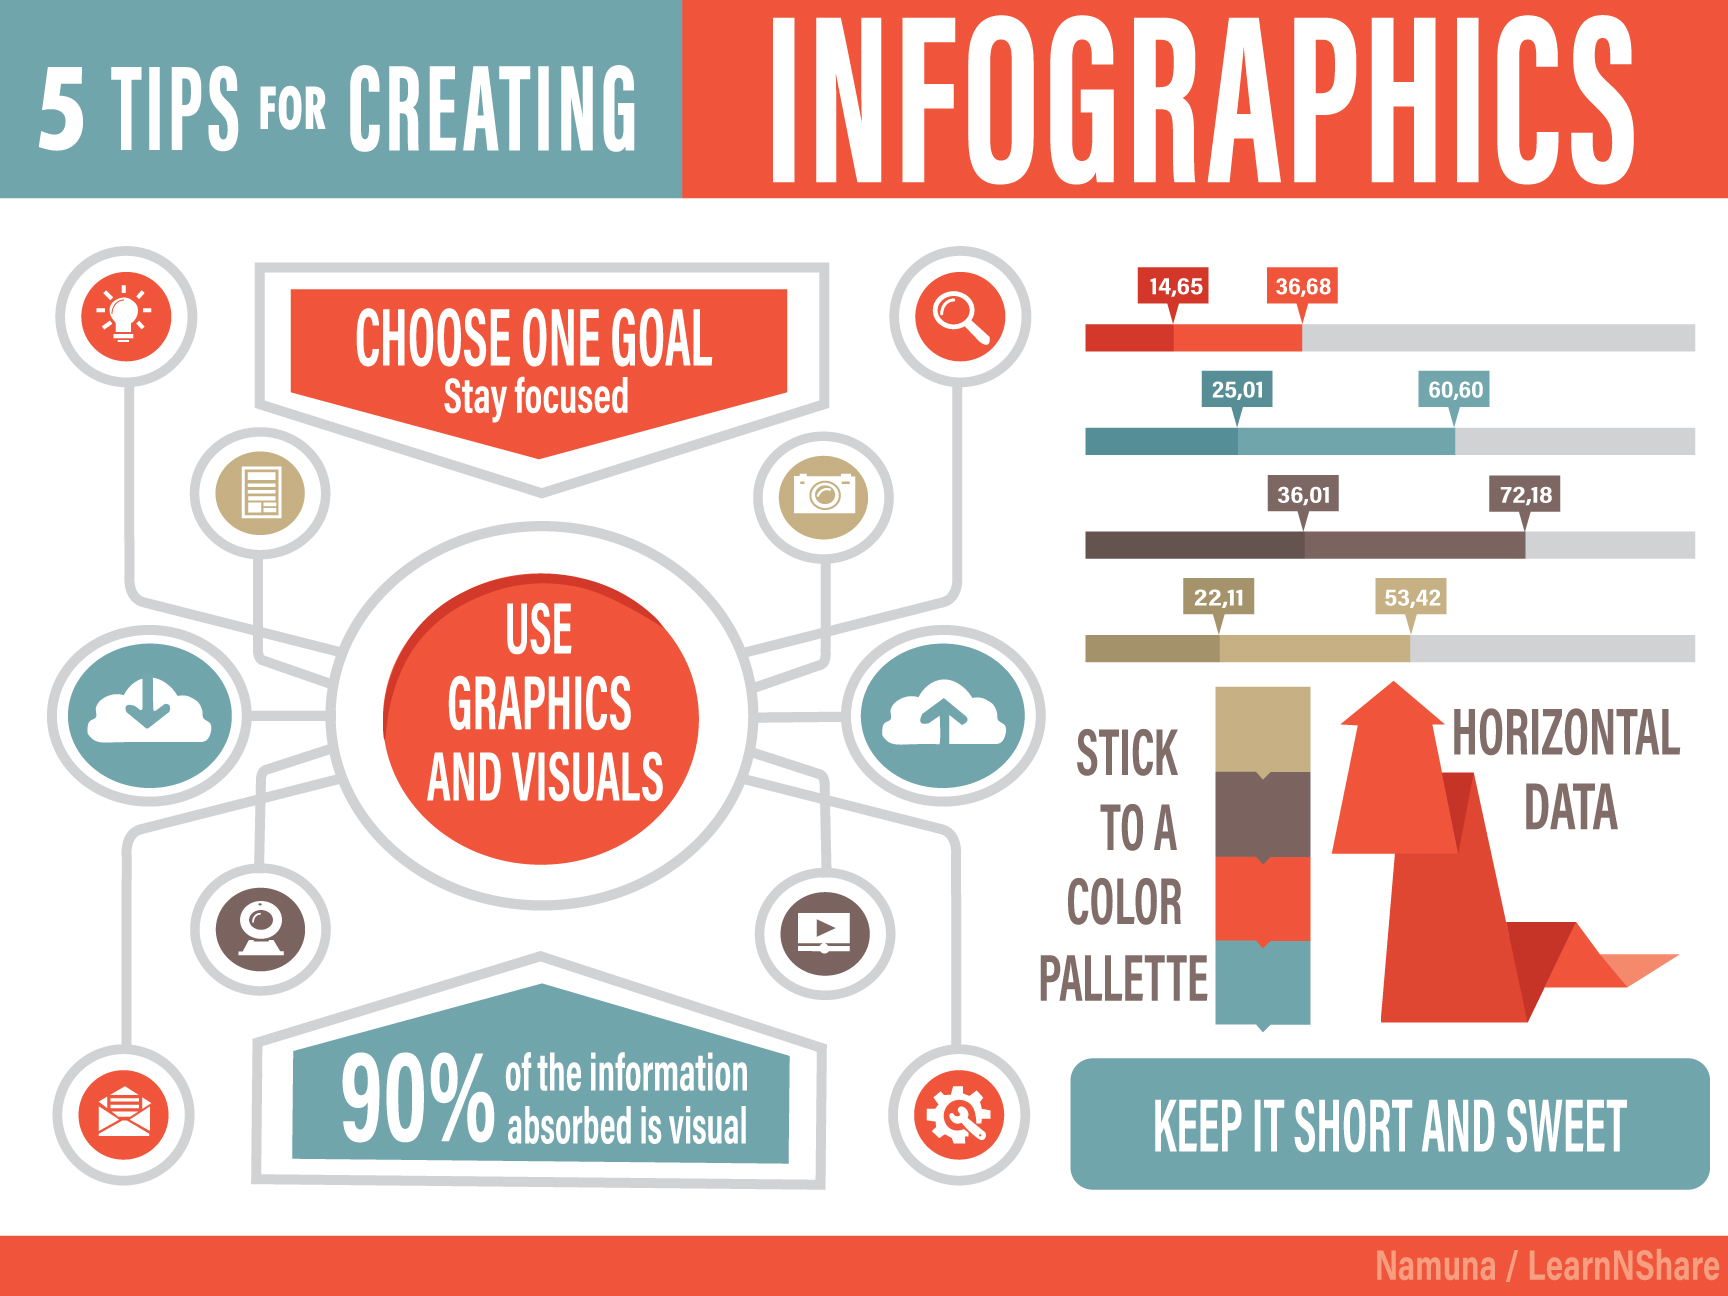 5 TIPS FOR CREATING
INFOGRAPHICS
CHOOSE ONE GOAL
Stay focused
USE
GRAPHICS
AND VISUALS
90% of the information
absorbed is visual
14,65 36,68
25,01 60,60
36,01 72,18
22,11 53,42
STICK
TO A
COLOR
PALLETTE
HORIZONTAL
DATA
KEEP IT SHORT AND SWEET
Namuna / LearnNShare